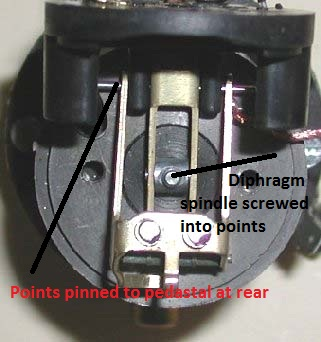 Diphragm
spindle screwed
into points
Points pinned to pedastal at rear